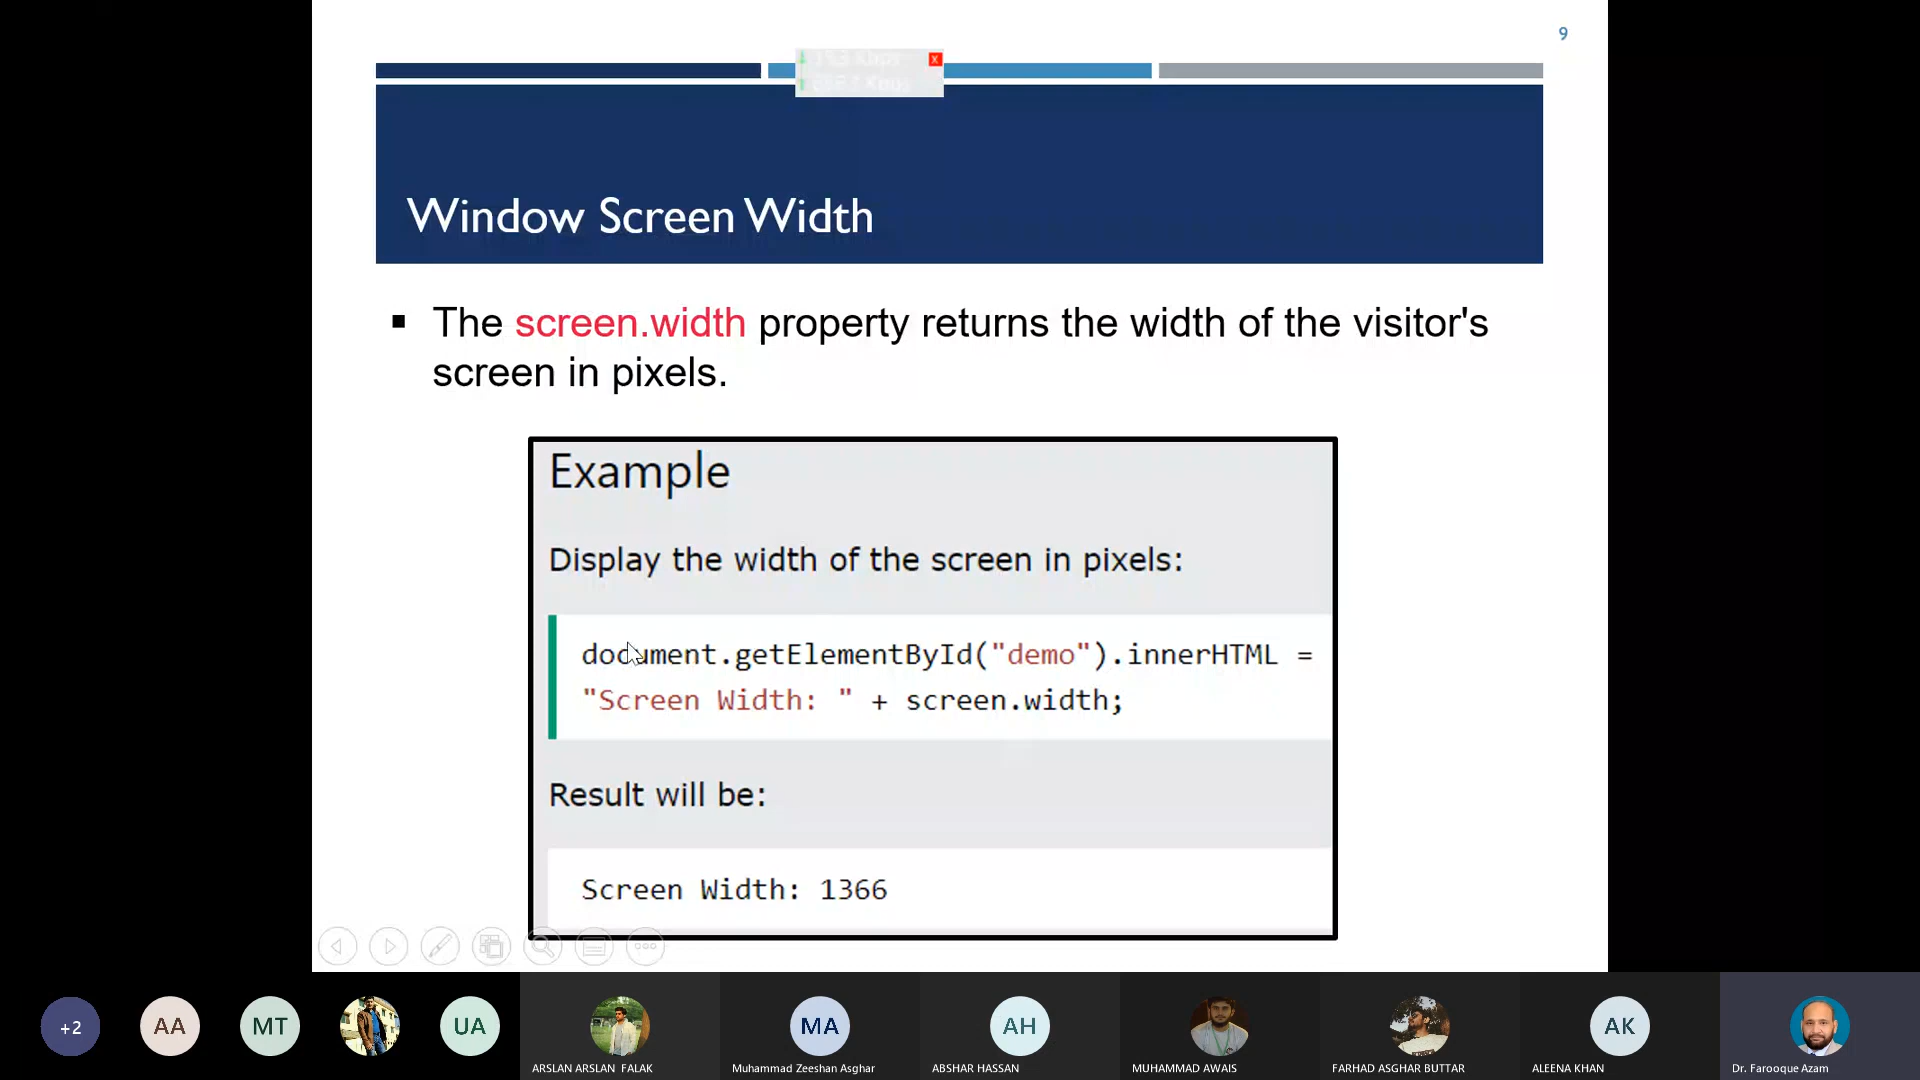 9
Window Screen Width
The screen.width property returns the width of the visitor's
screen in pixels.
Example
Display the width of the screen in pixels:
document.getElementById("demo").innerHTML =
"Screen Width: " + screen.width;
Result will be:
Screen Width: 1366
+2
AA
MT
UA
MA
AH
AK
ARSLAN ARSLAN FALAK
Muhammad Zeeshan Asghar
ABSHAR HASSAN
MUHAMMAD AWAIS
FARHAD ASGHAR BUTTAR
ALEENA KHAN
Dr. Farooque Azam